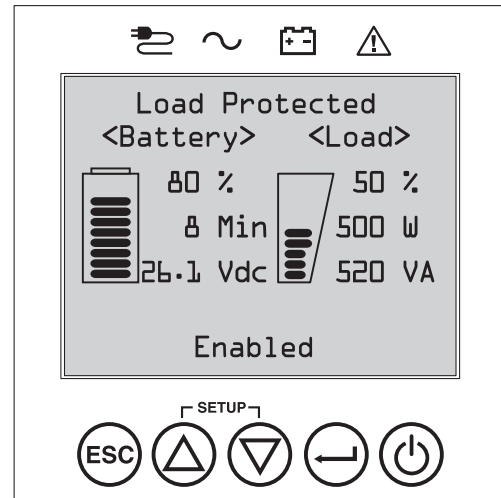 Load Protected
<Battery> <Load>
80 % 50 %
8 Min 500 W
26.1 Vdc 520 VA
Enabled
SETUP
ESC